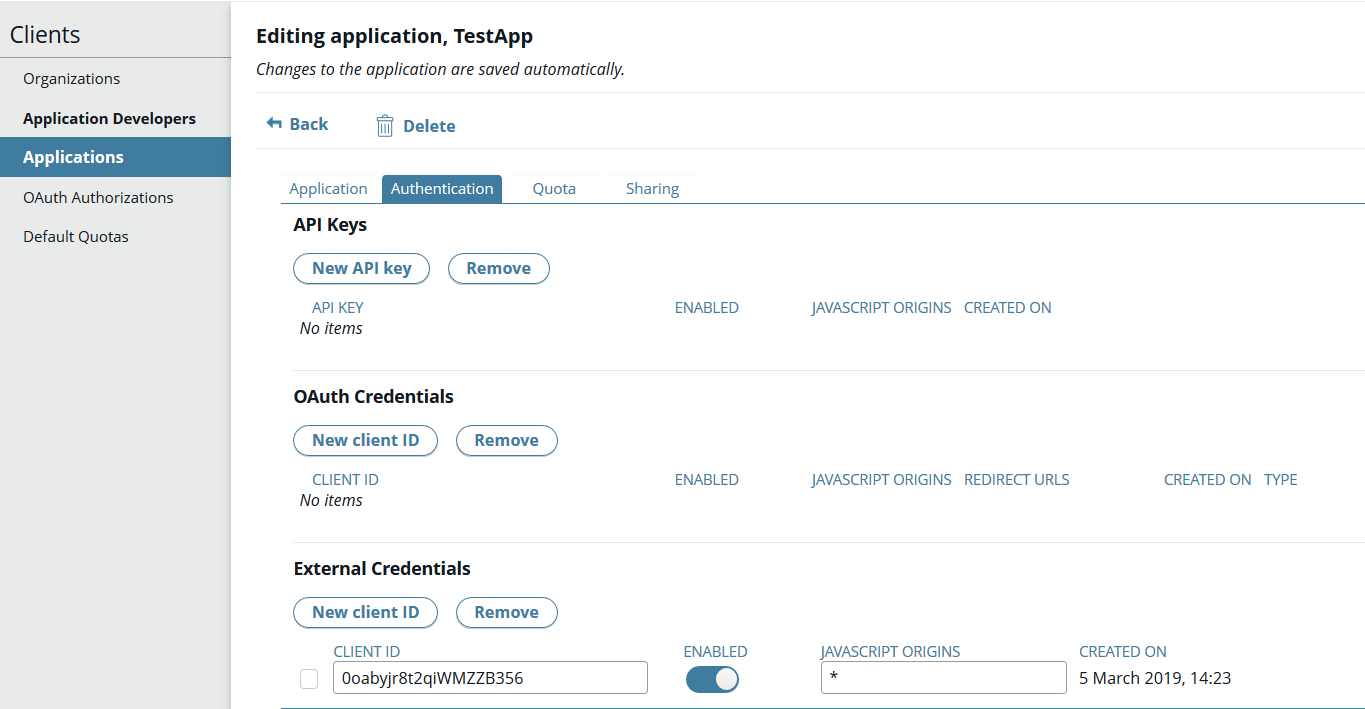 Clients
Organizations
Application Developers
Applications
OAuth Authorizations
Default Quotas
Editing application, TestApp
Changes to the application are saved automatically.
Back Delete
Application Authentication Quota Sharing
API Keys
New API key Remove
API KEY ENABLED JAVASCRIPT ORIGINS CREATED ON
No items
OAuth Credentials
New client ID Remove
CLIENT ID ENABLED JAVASCRIPT ORIGINS REDIRECT URLS CREATED ON TYPE
No items
External Credentials
New client ID Remove
CLIENT ID ENABLED JAVASCRIPT ORIGINS CREATED ON
0oabyjr8t2qiWMZZB356 * 5 March 2019, 14:23